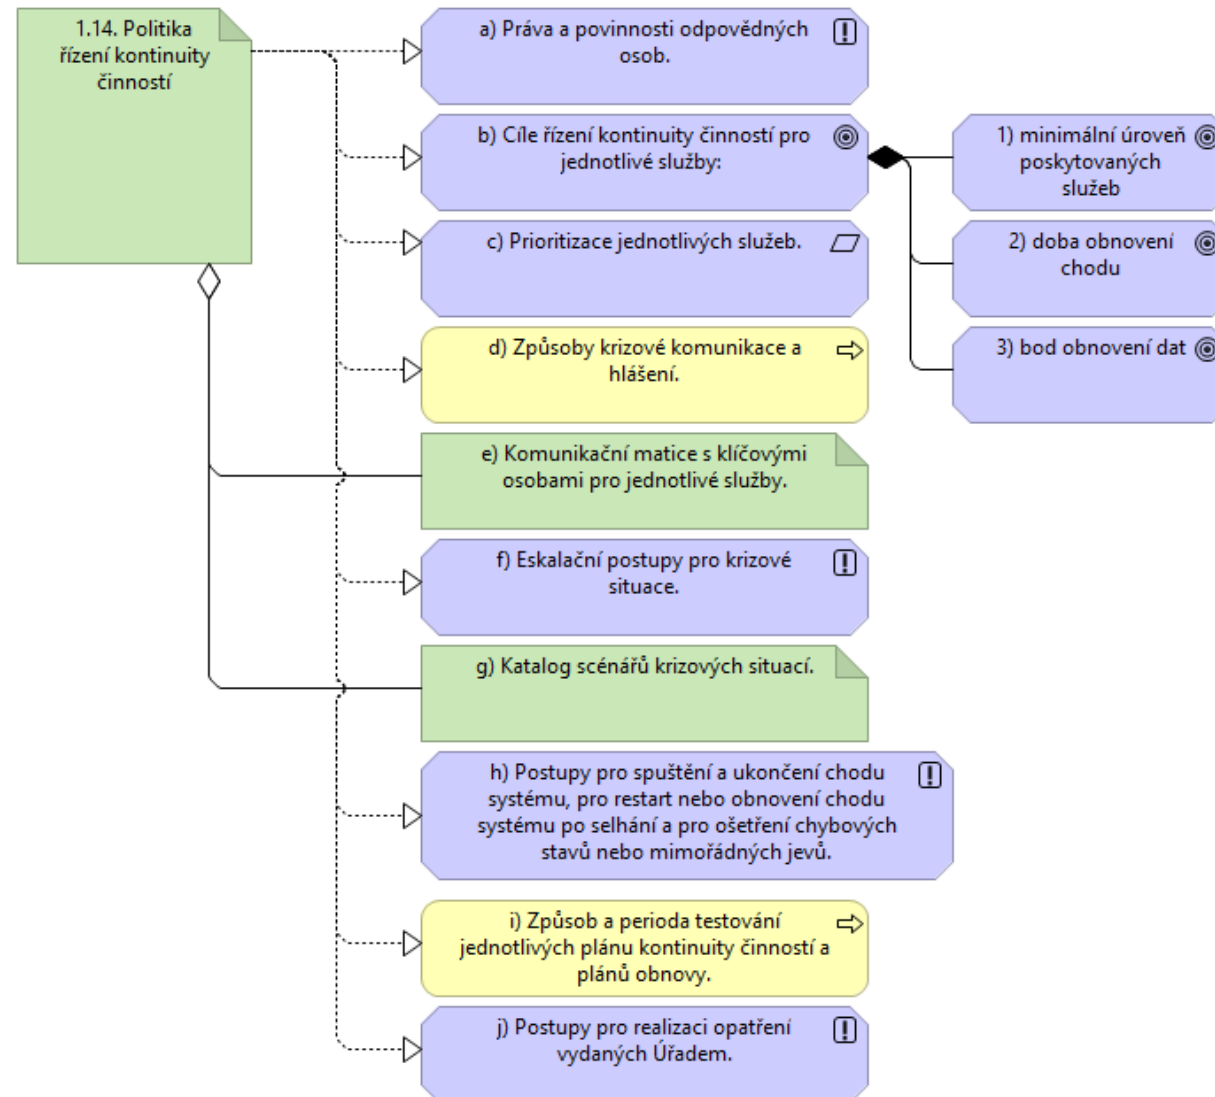 1.14. Politika
řízení kontinuity
činností
a) Práva a povinnosti odpovědných
osob.
b) Cíle řízení kontinuity činností pro
jednotlivé služby:
1) minimální úroveň
poskytovaných
služeb
c) Prioritizace jednotlivých služeb.
2) doba obnovení
chodu
d) Způsoby krizové komunikace a
hlášení.
3) bod obnovení dat
e) Komunikační matice s klíčovými
osobami pro jednotlivé služby.
f) Eskalační postupy pro krizové
situace.
g) Katalog scénářů krizových situací.
h) Postupy pro spuštění a ukončení chodu
systému, pro restart nebo obnovení chodu
systému po selhání a pro ošetření chybových
stavů nebo mimořádných jevů.
i) Způsob a perioda testování
jednotlivých plánu kontinuity činností a
plánů obnovy.
j) Postupy pro realizaci opatření
vydaných Úřadem.